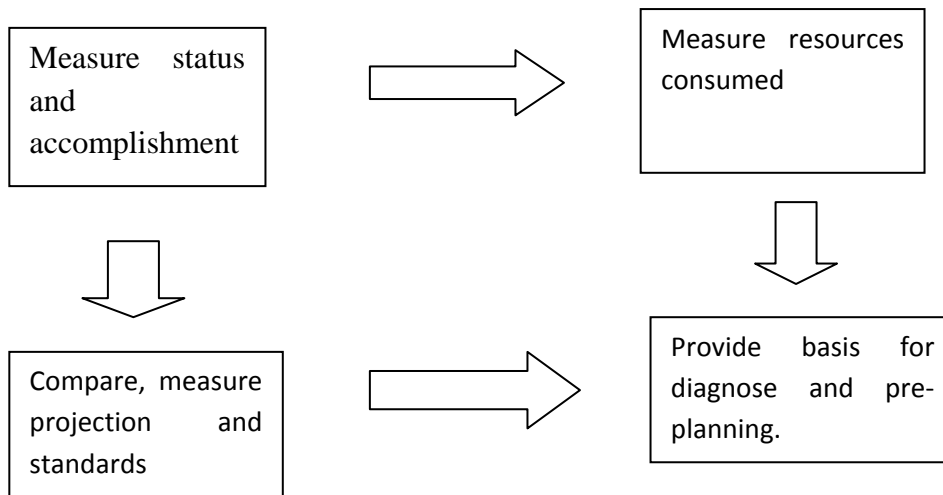 Measure status
and
accomplishment
Measure resources
consumed
Compare, measure
projection and
standards
Provide basis for
diagnose and pre-
planning.